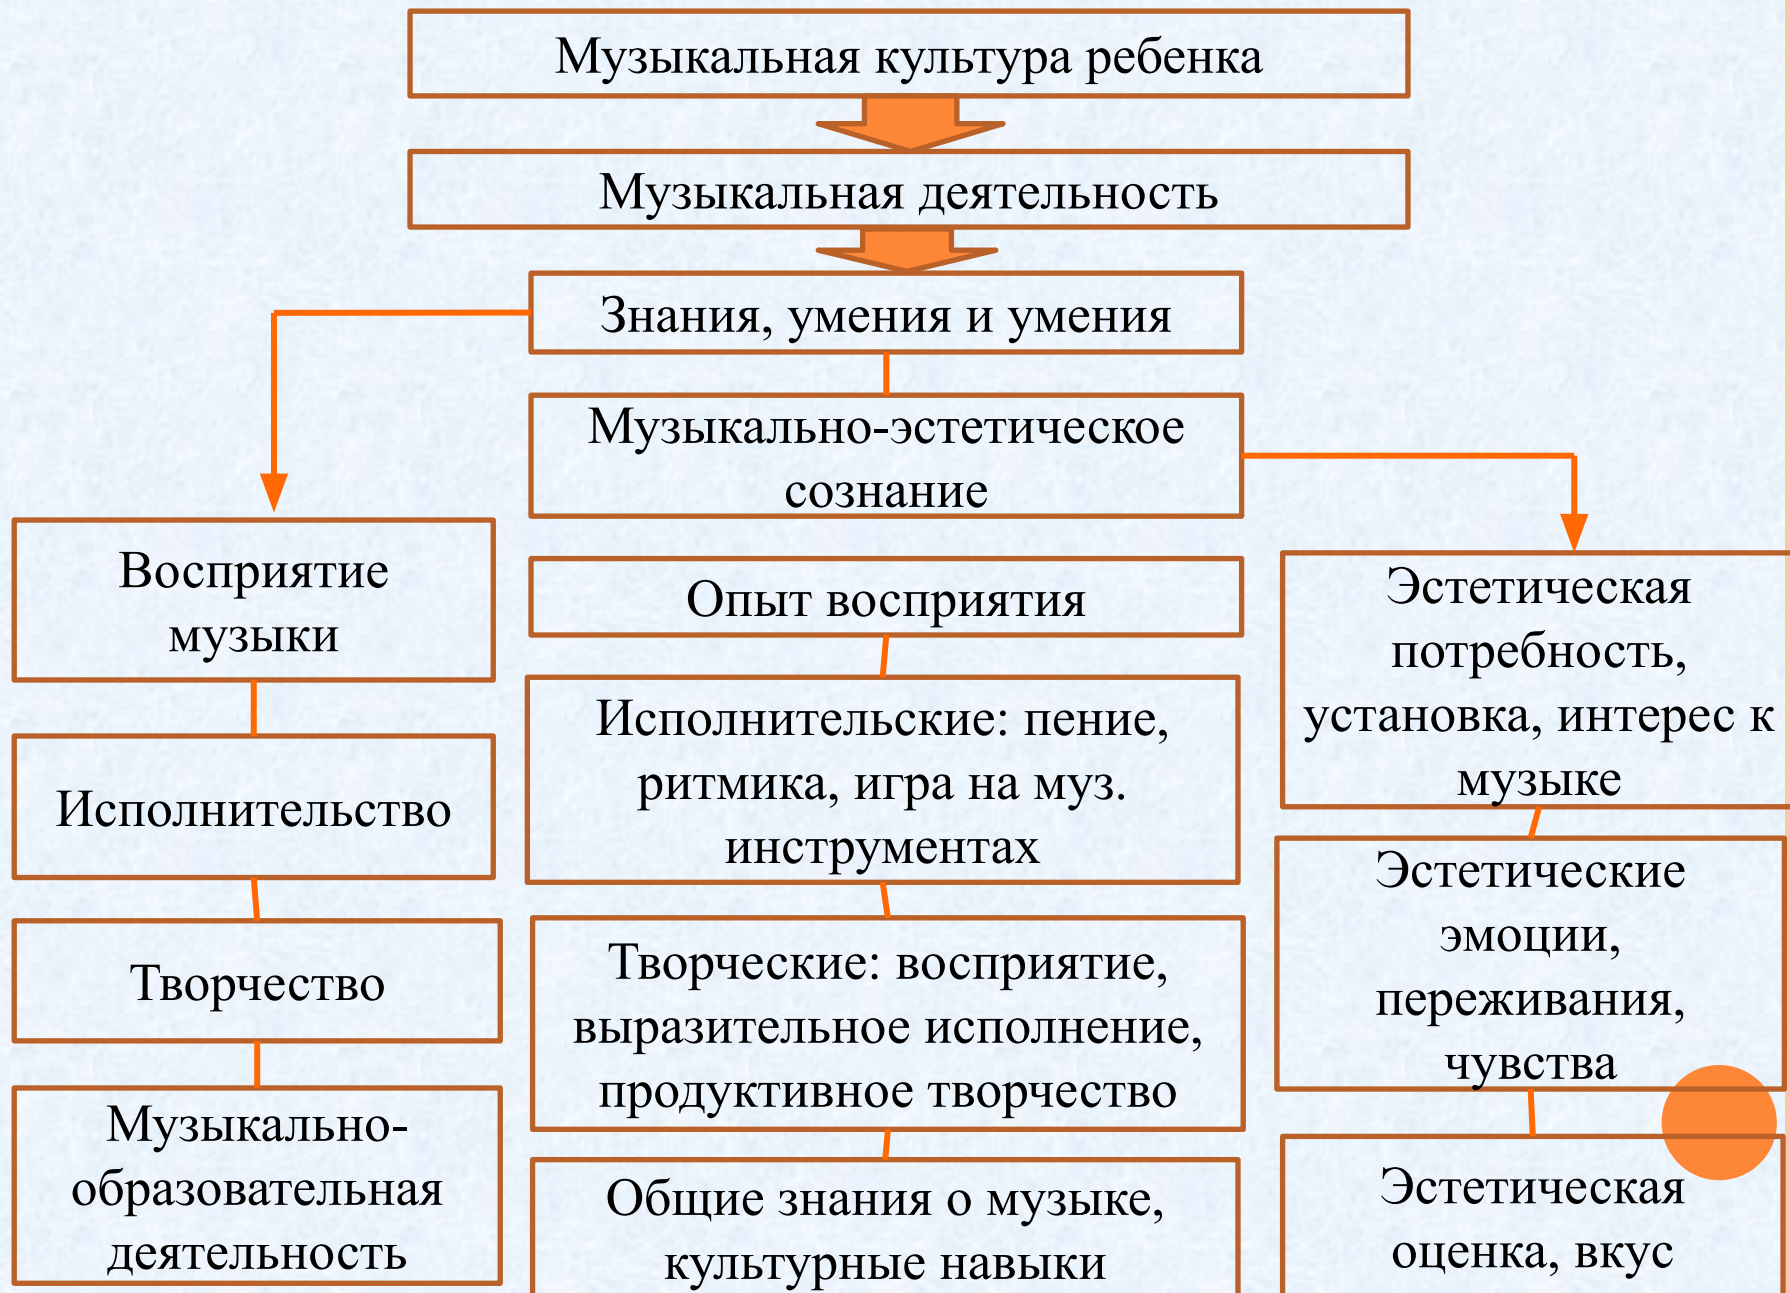 Музыкальная культура ребенка
Музыкальная деятельность
Знания, умения и умения
Музыкально-эстетическое
сознание
Восприятие
музыки
Исполнительство
Творчество
Музыкально-
образовательная
деятельность
Опыт восприятия
Исполнительские: пение,
ритмика, игра на муз.
инструментах
Творческие: восприятие,
выразительное исполнение,
продуктивное творчество
Общие знания о музыке,
культурные навыки
Эстетическая
потребность,
установка, интерес к
музыке
Эстетические
эмоции,
переживания,
чувства
Эстетическая
оценка, вкус